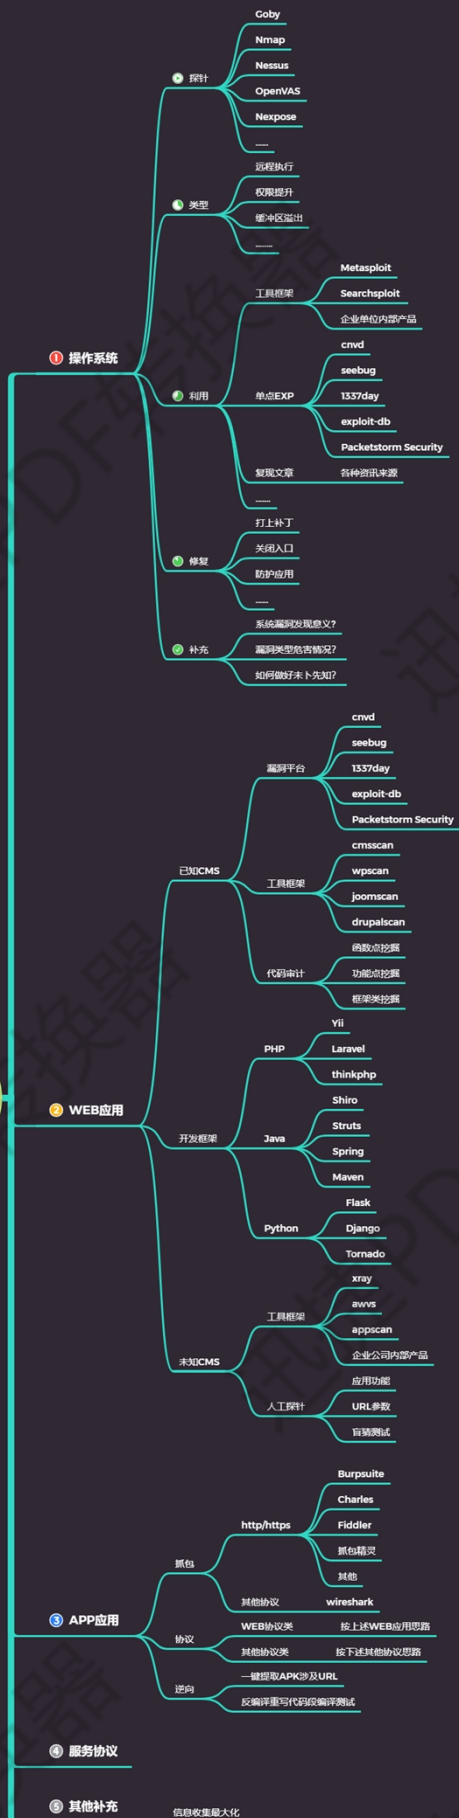 ① 操作系统
探针
Goby
Nmap
Nessus
OpenVAS
Nexpose
......
类型
远程执行
权限提升
缓冲区溢出
........
利用
工具框架
Metasploit
Searchsploit
企业单位内部产品
单点EXP
cnvd
seebug
1337day
exploit-db
Packetstorm Security
复现文章
各种资讯来源
.......
修复
打上补丁
关闭入口
防护应用
......
补充
系统漏洞发现意义?
漏洞类型危害情况?
如何做好未卜先知?
② WEB应用
已知CMS
漏洞平台
cnvd
seebug
1337day
exploit-db
Packetstorm Security
工具框架
cmsscan
wpscan
joomscan
drupalscan
代码审计
函数点挖掘
功能点挖掘
框架类挖掘
开发框架
PHP
Yii
Laravel
thinkphp
Java
Shiro
Struts
Spring
Maven
Python
Flask
Django
Tornado
未知CMS
工具框架
xray
awvs
appscan
企业公司内部产品
人工探针
应用功能
URL参数
盲猜测试
③ APP应用
抓包
http/https
Burpsuite
Charles
Fiddler
抓包精灵
其他
其他协议
wireshark
协议
WEB协议类
按上述WEB应用思路
其他协议类
按下述其他协议思路
逆向
一键提取APK涉及URL
反编译重写代码段编译测试
④ 服务协议
⑤ 其他补充
信息收集最大化